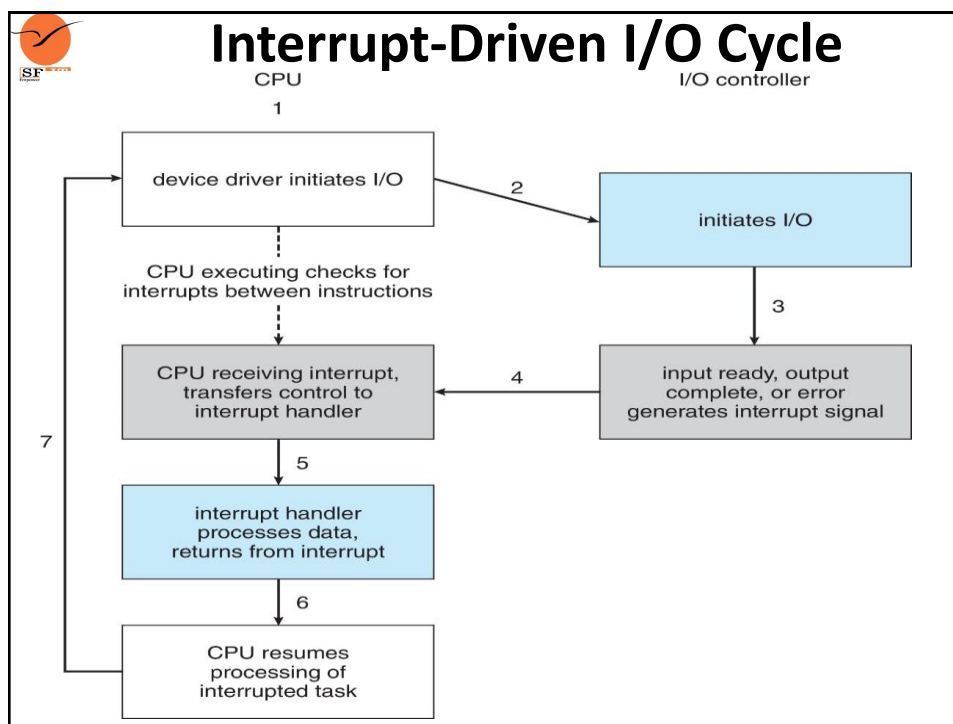 Interrupt-Driven I/O Cycle
SF
CPU
I/O controller
1
device driver initiates I/O
2
initiates I/O
CPU executing checks for
interrupts between instructions
3
CPU receiving interrupt,
transfers control to
interrupt handler
4
input ready, output
complete, or error
generates interrupt signal
7
5
interrupt handler
processes data,
returns from interrupt
6
CPU resumes
processing of
interrupted task